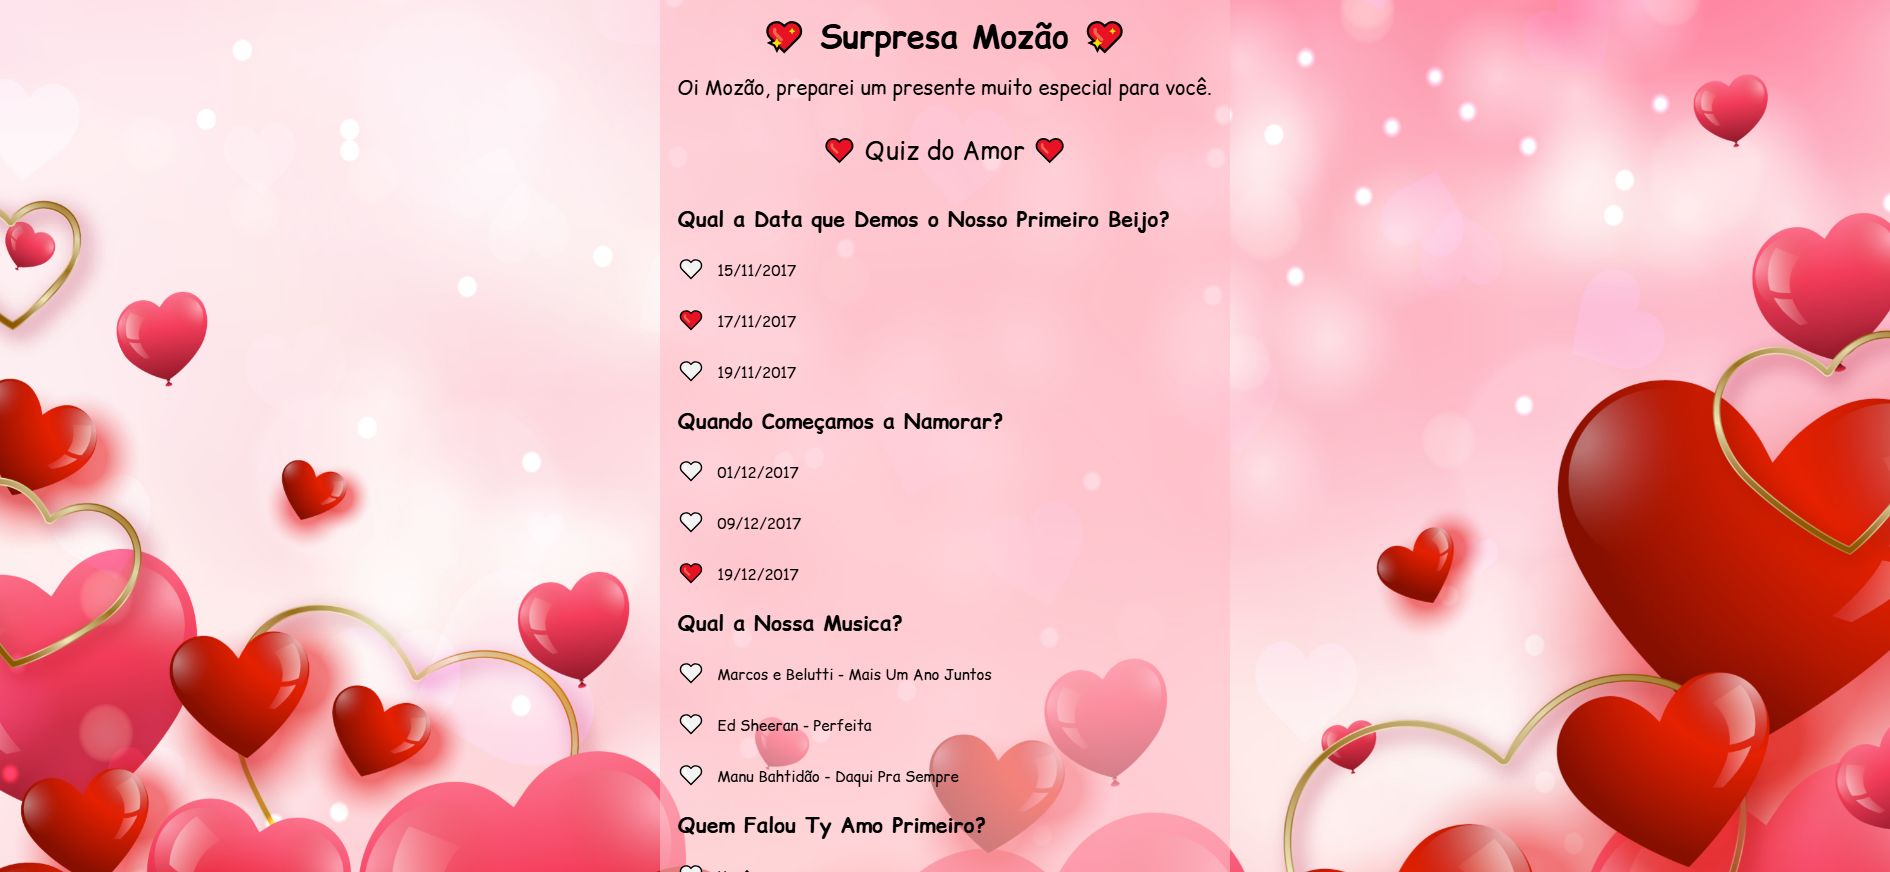 Surpresa Mozão
Oi Mozão, preparei um presente muito especial para você.
Quiz do Amor
Qual a Data que Demos o Nosso Primeiro Beijo?
15/11/2017
17/11/2017
19/11/2017
Quando Começamos a Namorar?
01/12/2017
09/12/2017
19/12/2017
Qual a Nossa Musica?
Marcos e Belutti - Mais Um Ano Juntos
Ed Sheeran - Perfeita
Manu Bahtidão - Daqui Pra Sempre
Quem Falou Ty Amo Primeiro?